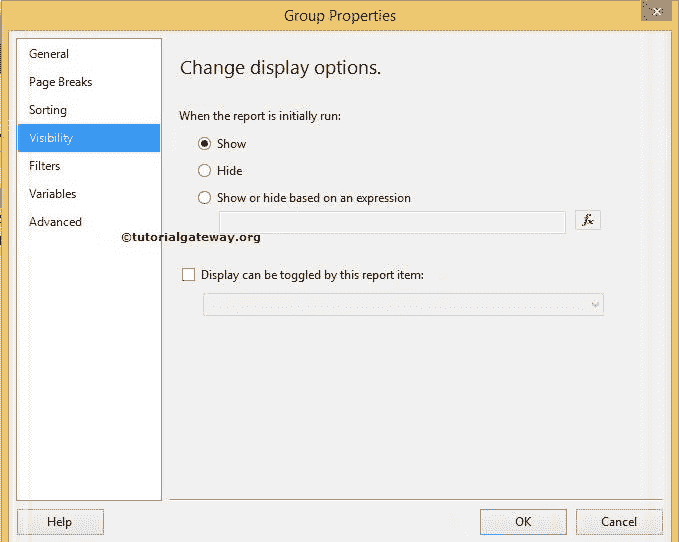 Group Properties
General
Page Breaks
Sorting
Visibility
Filters
Variables
Advanced
Change display options.
When the report is initially run:
Show
Hide
Show or hide based on an expression
fx
©tutorialgateway.org
Display can be toggled by this report item:
Help
OK
Cancel